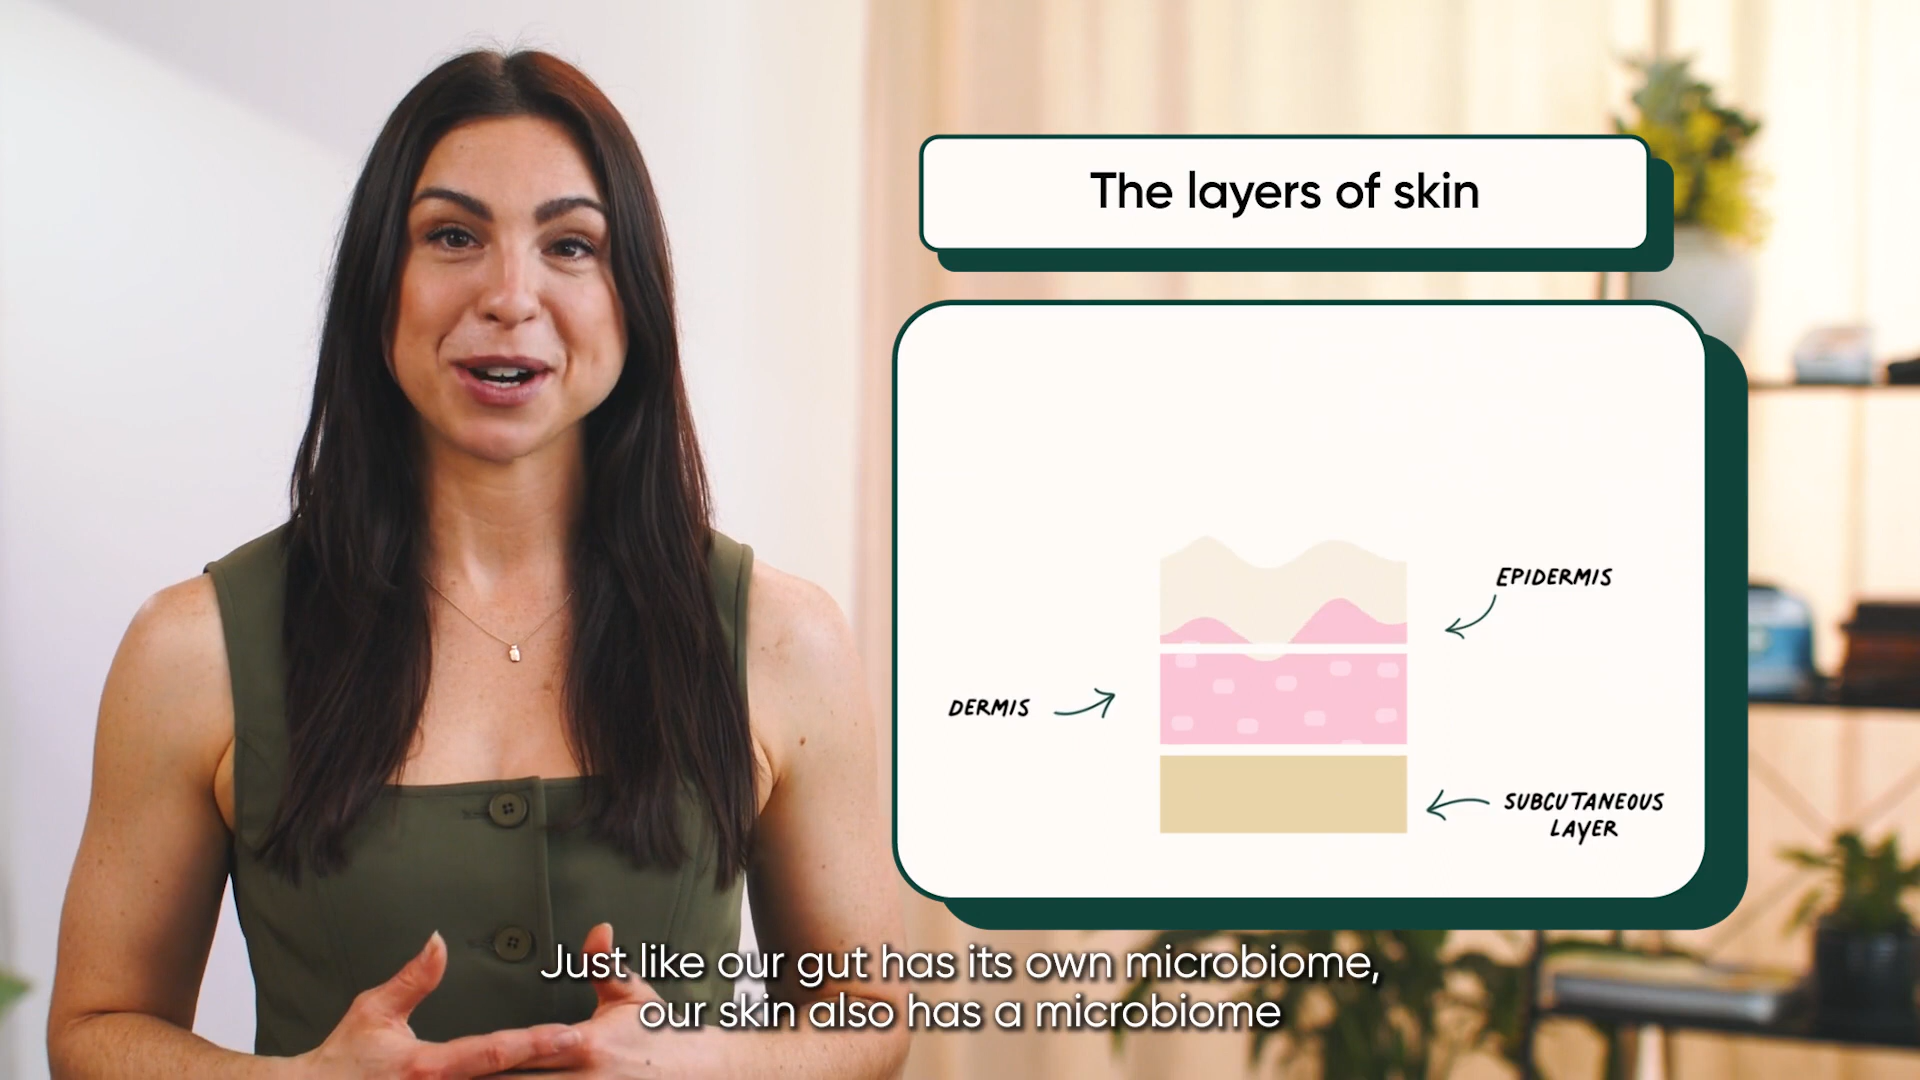 The layers of skin
EPIDERMIS
DERMIS
SUBCUTANEOUS
LAYER
Just like our gut has its own microbiome,
our skin also has a microbiome